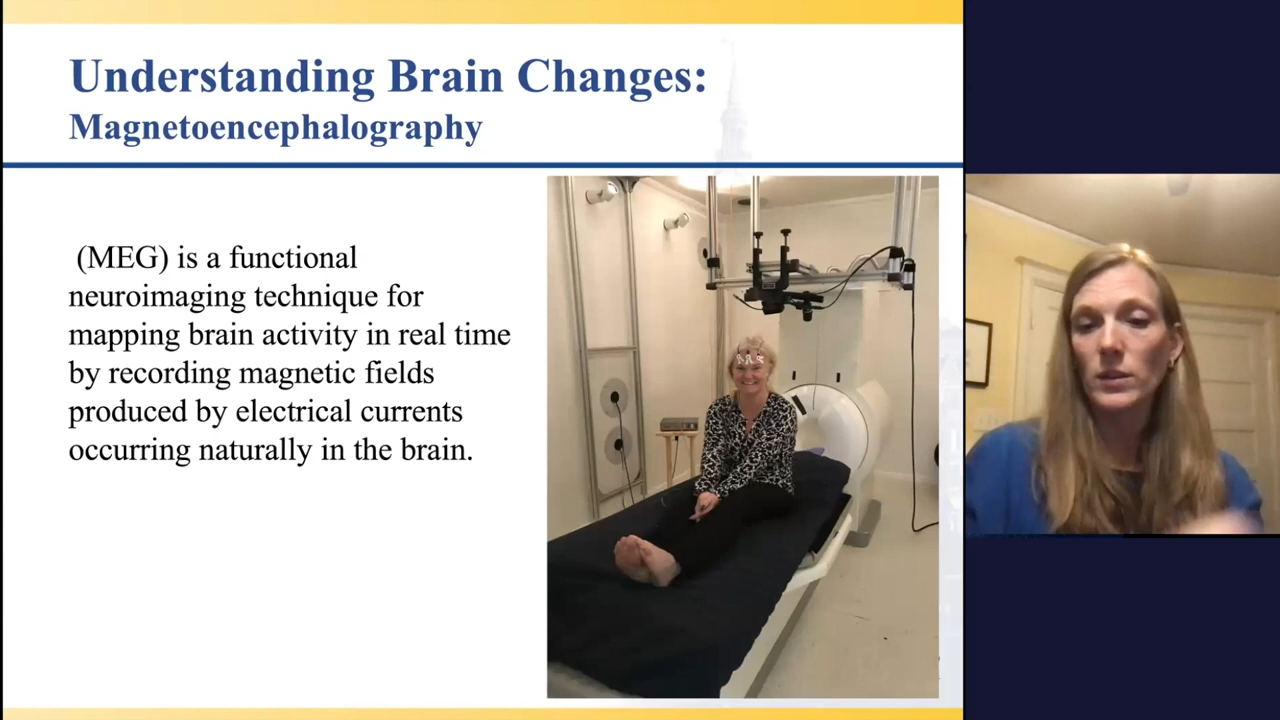 Understanding Brain Changes:
Magnetoencephalography
(MEG) is a functional
neuroimaging technique for
mapping brain activity in real time
by recording magnetic fields
produced by electrical currents
occurring naturally in the brain.